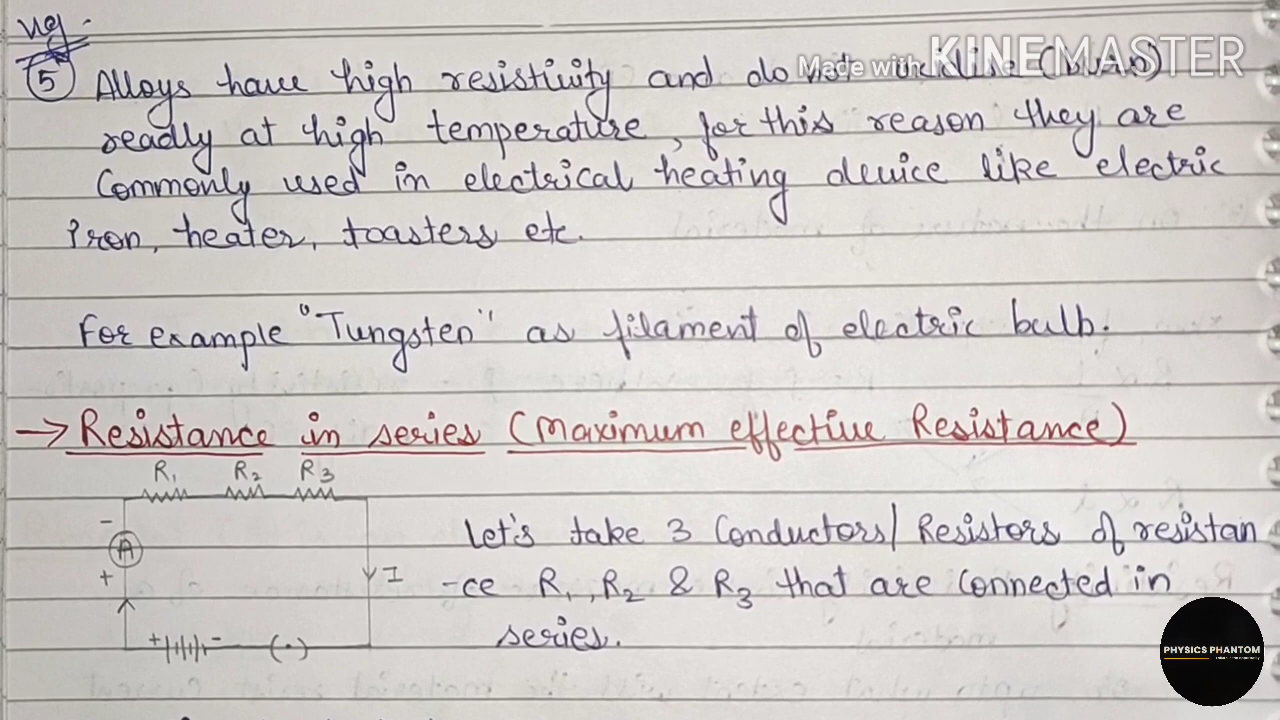 5 Alloys have high resistivity and do not oxidise (burn)
Made with KINEMASTER
readly at high temperature, for this reason they are
Commonly used in electrical heating device like electric
Iron, heater, toasters etc.
For example "Tungsten" as filament of electric bulb.
→ Resistance in series (Maximum effective Resistance)
R1 R2 R3
-
A
+
I
+ -
(.)
Let's take 3 Conductors/Resistors of resistan
-ce R1, R2 & R3 that are connected in
series.
PHYSICS PHANTOM